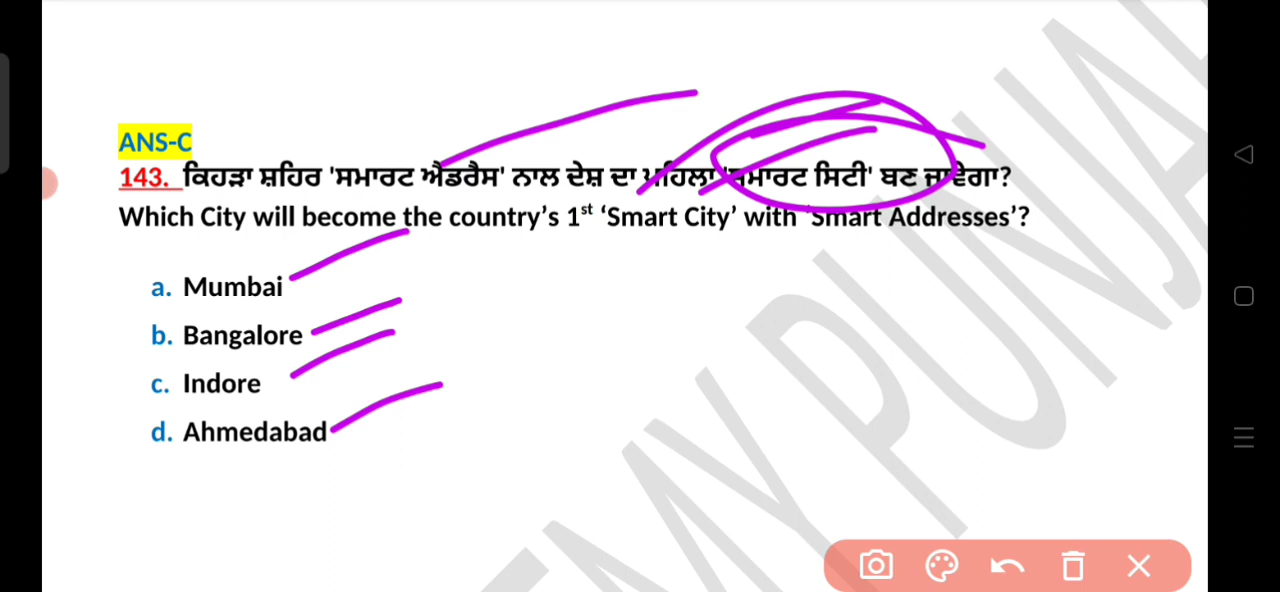 ANS-C
143. ਕਿਹੜਾ ਸ਼ਹਿਰ 'ਸਮਾਰਟ ਐਡਰੈਸ' ਨਾਲ ਦੇਸ਼ ਦਾ ਪਹਿਲਾ 'ਸਮਾਰਟ ਸਿਟੀ' ਬਣ ਜਾਵੇਗਾ?
Which City will become the country's 1st 'Smart City' with 'Smart Addresses'?
a. Mumbai
b. Bangalore
c. Indore
d. Ahmedabad